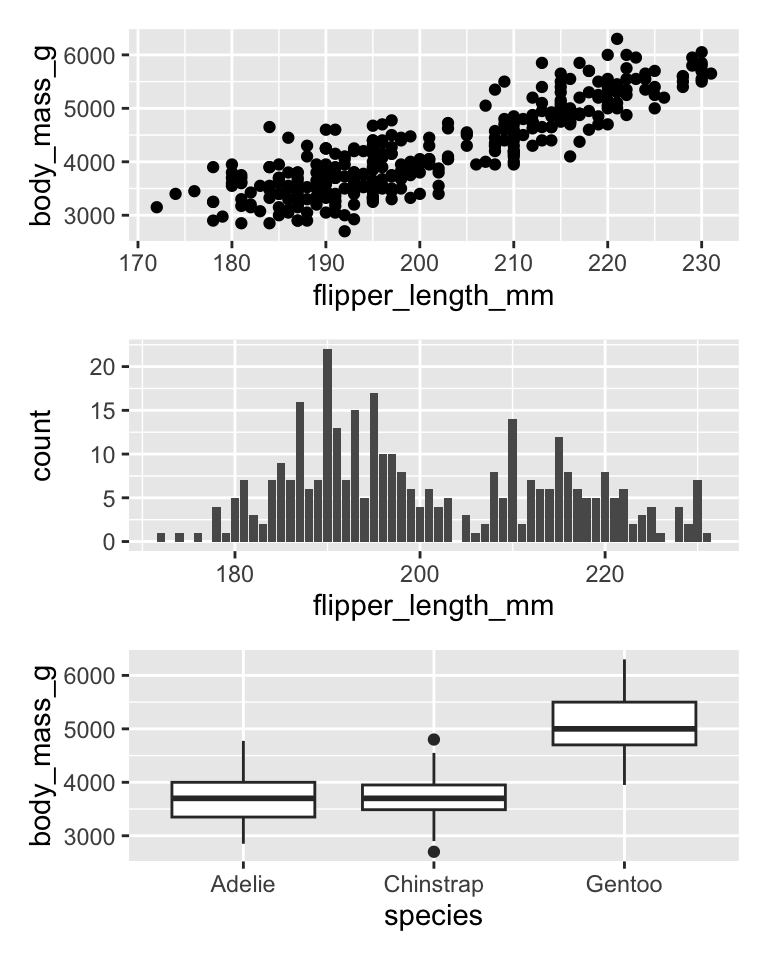 body_mass_g
6000
5000
4000
3000
170 180 190 200 210 220 230
flipper_length_mm
count
20
15
10
5
0
180 200 220
flipper_length_mm
body_mass_g
6000
5000
4000
3000
Adelie Chinstrap Gentoo
species